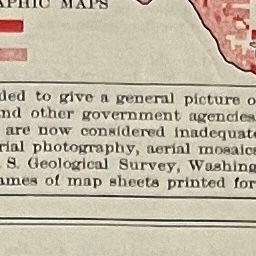 APHIC MAPS
ded to give a general picture o
nd other government agencies
are now considered inadequate
rial photography, aerial mosaics
S. Geological Survey, Washing
ames of map sheets printed for